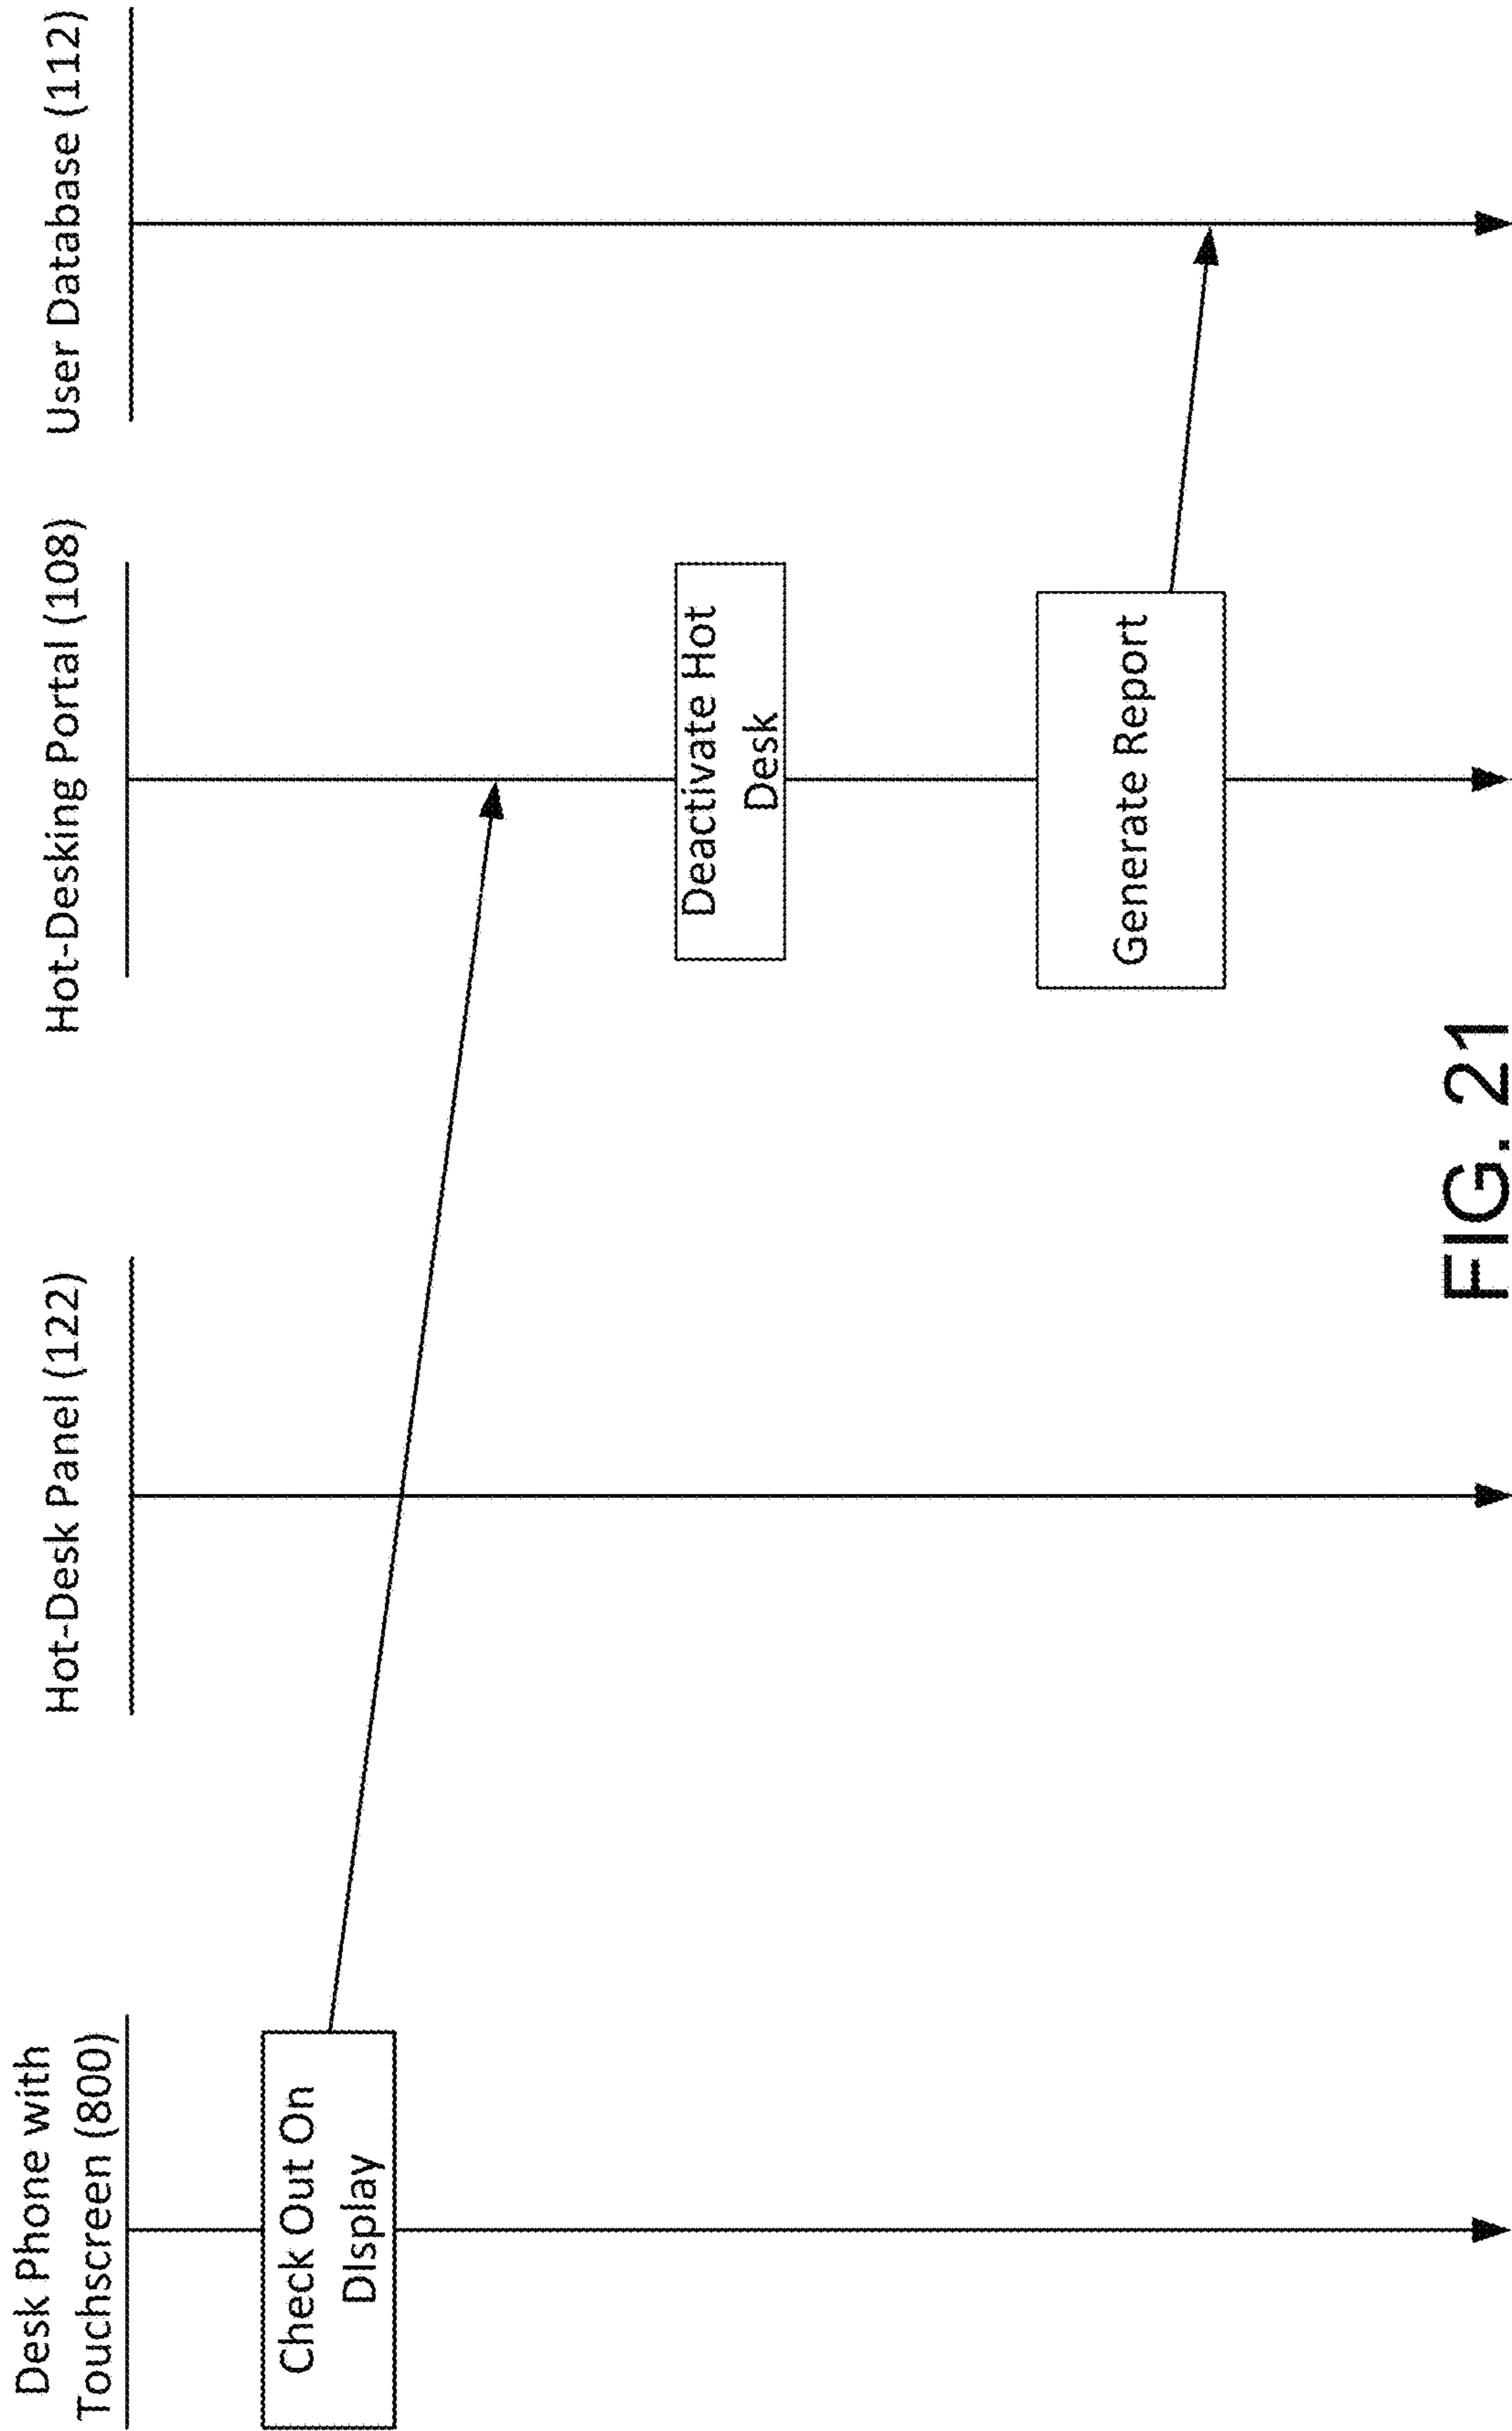 Desk Phone with
Touchscreen (800)
Hot-Desk Panel (122)
Hot-Desking Portal (108)
User Database (112)
Check Out On
DIsplay
Deactivate Hot
Desk
Generate Report
FIG. 21